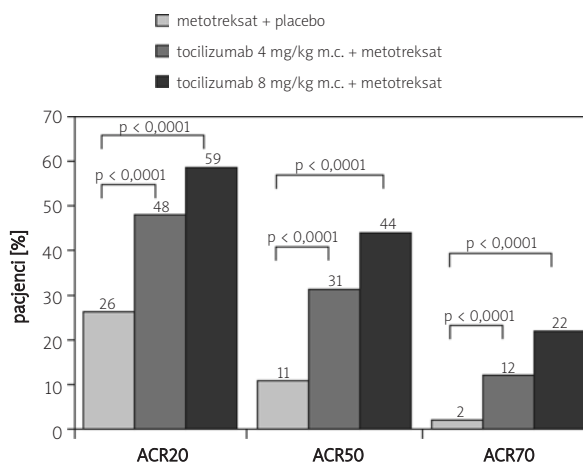 metotreksat + placebo
tocilizumab 4 mg/kg m.c. + metotreksat
tocilizumab 8 mg/kg m.c. + metotreksat
pacjenci [%]
70
60
50
40
30
20
10
0
p < 0,0001
p < 0,0001
26
48
59
ACR20
p < 0,0001
p < 0,0001
11
31
44
ACR50
p < 0,0001
p < 0,0001
2
12
22
ACR70